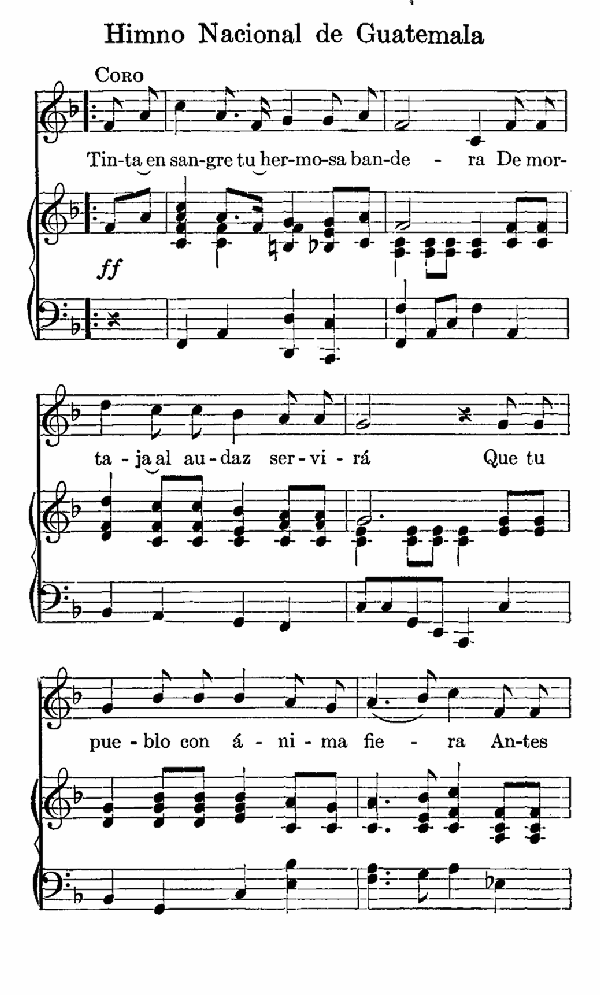 Himno Nacional de Guatemala
CORO
Tin-ta en san-gre tu her-mo-sa ban-de - ra De mor-
ff
ta - ja al au-daz ser-vi - rá Que tu
pue-blo con á - ni - ma fie - ra An-tes